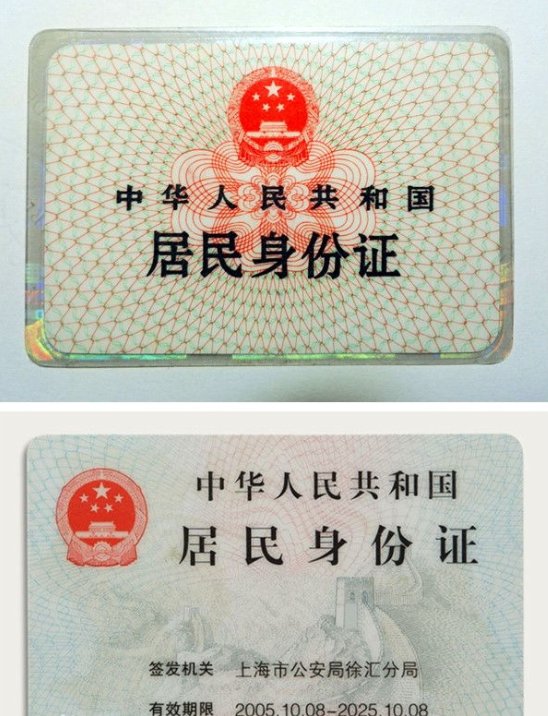 中华人民共和国
居民身份证
中华人民共和国
居民身份证
签发机关 上海市公安局徐汇分局
有效期限 2005.10.08-2025.10.08